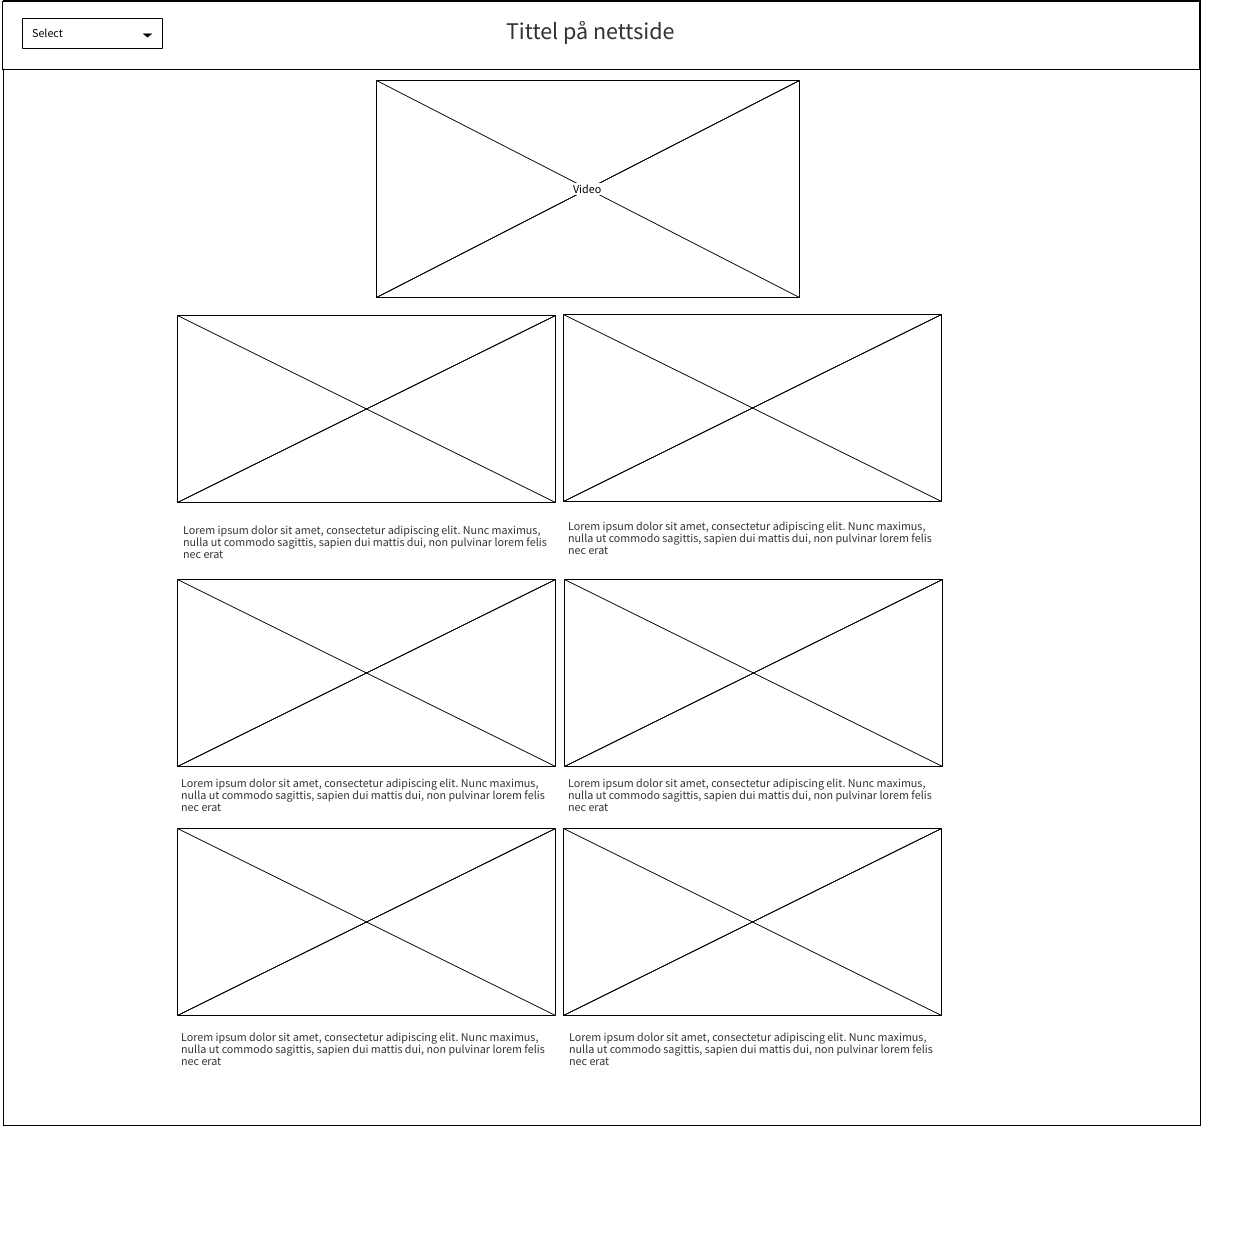 Select
Tittel på nettside
Video
Lorem ipsum dolor sit amet, consectetur adipiscing elit. Nunc maximus,
nulla ut commodo sagittis, sapien dui mattis dui, non pulvinar lorem felis
nec erat
Lorem ipsum dolor sit amet, consectetur adipiscing elit. Nunc maximus,
nulla ut commodo sagittis, sapien dui mattis dui, non pulvinar lorem felis
nec erat
Lorem ipsum dolor sit amet, consectetur adipiscing elit. Nunc maximus,
nulla ut commodo sagittis, sapien dui mattis dui, non pulvinar lorem felis
nec erat
Lorem ipsum dolor sit amet, consectetur adipiscing elit. Nunc maximus,
nulla ut commodo sagittis, sapien dui mattis dui, non pulvinar lorem felis
nec erat
Lorem ipsum dolor sit amet, consectetur adipiscing elit. Nunc maximus,
nulla ut commodo sagittis, sapien dui mattis dui, non pulvinar lorem felis
nec erat
Lorem ipsum dolor sit amet, consectetur adipiscing elit. Nunc maximus,
nulla ut commodo sagittis, sapien dui mattis dui, non pulvinar lorem felis
nec erat